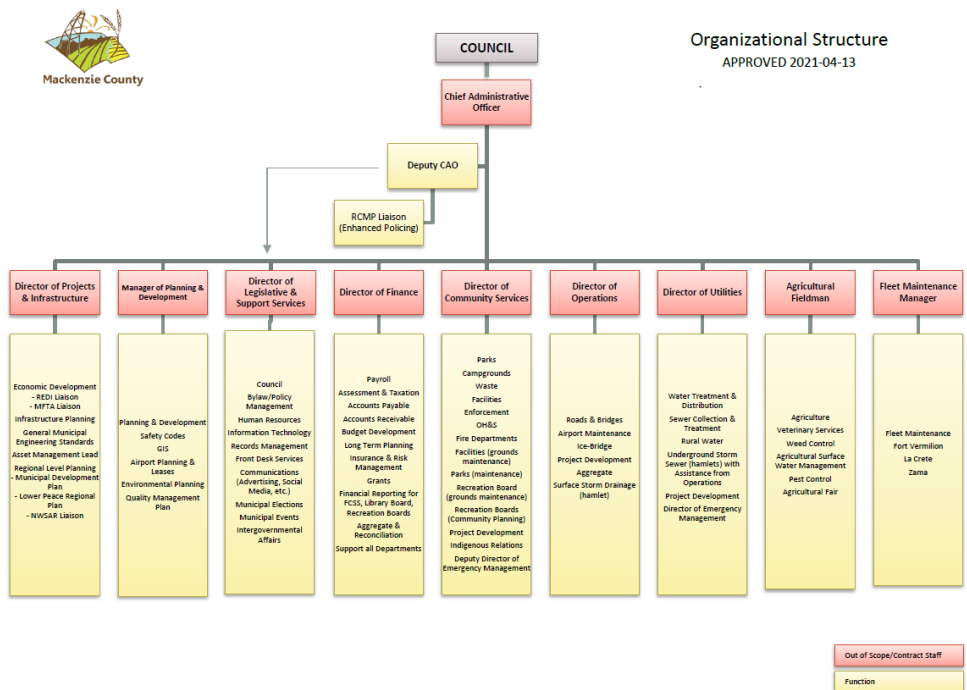 Mackenzie County
Organizational Structure
APPROVED 2021-04-13
COUNCIL
Chief Administrative
Officer
Deputy CAO
RCMP Liaison
(Enhanced Policing)
Director of Projects
& Infrastructure
Manager of Planning &
Development
Director of
Legislative &
Support Services
Director of Finance
Director of
Community Services
Director of
Operations
Director of Utilities
Agricultural
Fieldman
Fleet Maintenance
Manager
Economic Development
- REDI Liaison
- MFTA Liaison
Infrastructure Planning
General Municipal
Engineering Standards
Asset Management Lead
Regional Level Planning
- Municipal Development
Plan
- Lower Peace Regional
Plan
- NWSAR Liaison
Planning & Development
Safety Codes
GIS
Airport Planning &
Leases
Environmental Planning
Quality Management
Plan
Council
Bylaw/Policy
Management
Human Resources
Information Technology
Records Management
Front Desk Services
Communications
(Advertising, Social
Media, etc.)
Municipal Elections
Municipal Events
Intergovernmental
Affairs
Payroll
Assessment & Taxation
Accounts Payable
Accounts Receivable
Budget Development
Long Term Planning
Insurance & Risk
Management
Grants
Financial Reporting for
FCSS, Library Board,
Recreation Boards
Aggregate &
Reconciliation
Support all Departments
Parks
Campgrounds
Waste
Facilities
Enforcement
OH&S
Fire Departments
Facilities (grounds
maintenance)
Parks (maintenance)
Recreation Board
(grounds maintenance)
Recreation Boards
(Community Planning)
Project Development
Indigenous Relations
Deputy Director of
Emergency Management
Roads & Bridges
Airport Maintenance
Ice-Bridge
Project Development
Aggregate
Surface Storm Drainage
(hamlet)
Water Treatment &
Distribution
Sewer Collection &
Treatment
Rural Water
Underground Storm
Sewer (hamlets) with
Assistance from
Operations
Project Development
Director of Emergency
Management
Agriculture
Veterinary Services
Weed Control
Agricultural Surface
Water Management
Pest Control
Agricultural Fair
Fleet Maintenance
Fort Vermilion
La Crete
Zama
Out of Scope/Contract Staff
Function